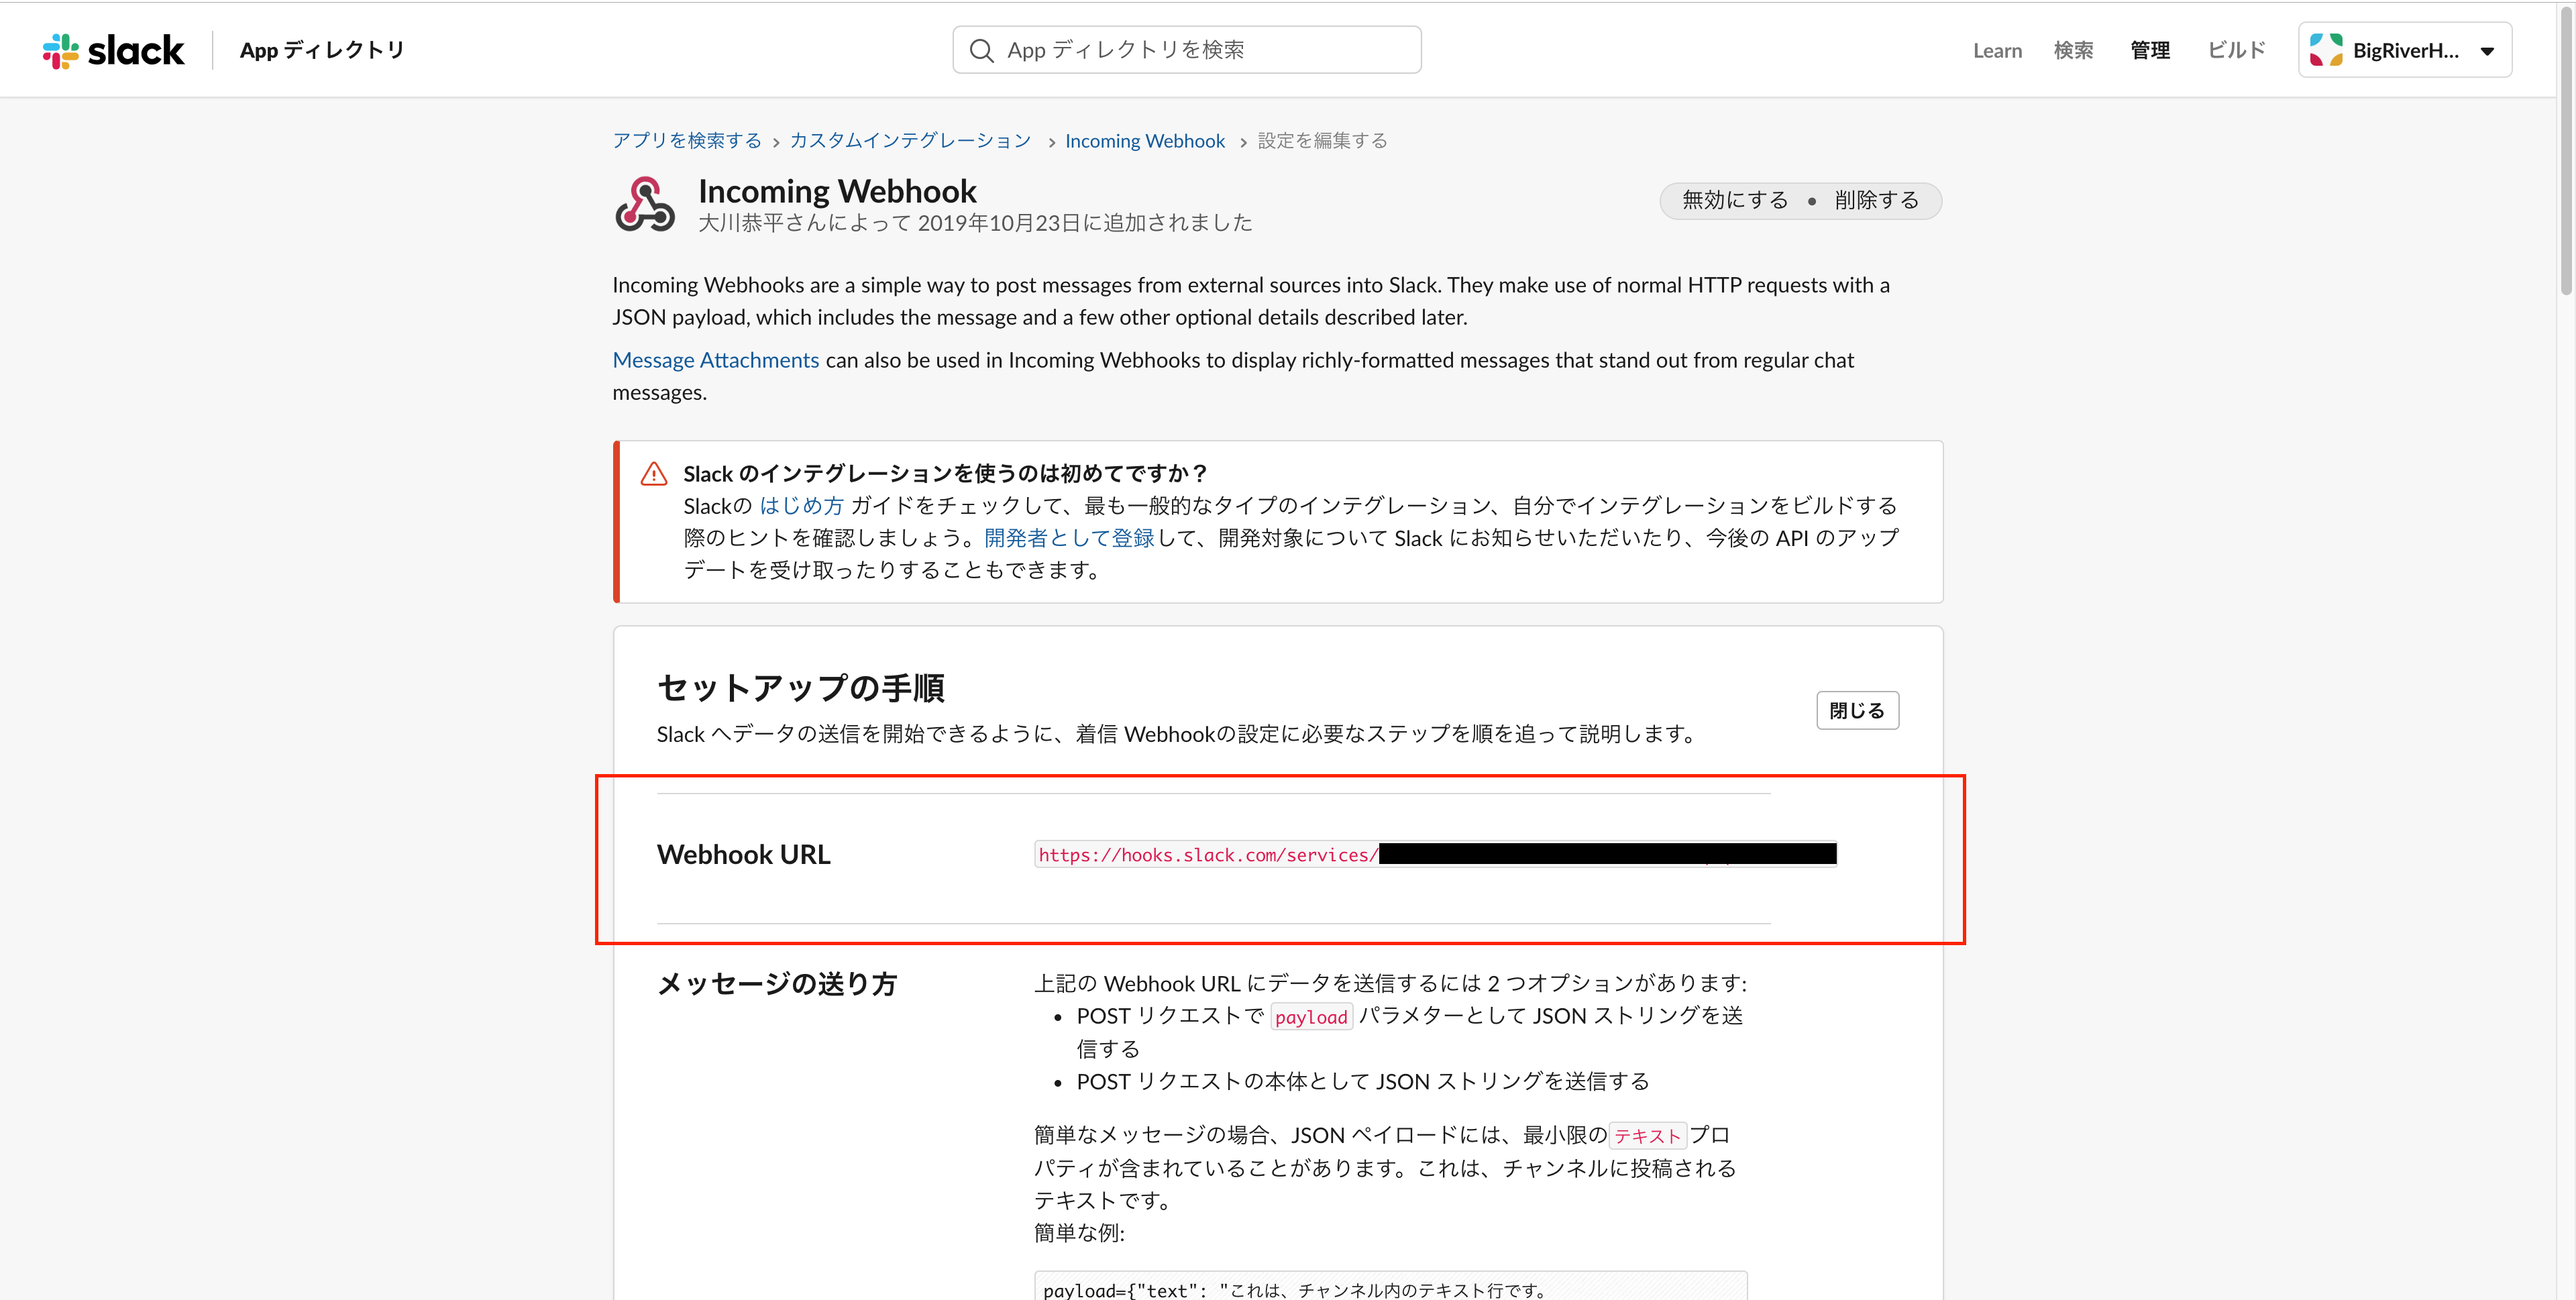 slack App ディレクトリ App ディレクトリを検索 Learn 検索 管理 ビルド BigRiverH...
アプリを検索する › カスタムインテグレーション › Incoming Webhook › 設定を編集する
Incoming Webhook
大川恭平さんによって 2019年10月23日に追加されました
無効にする • 削除する
Incoming Webhooks are a simple way to post messages from external sources into Slack. They make use of normal HTTP requests with a
JSON payload, which includes the message and a few other optional details described later.
Message Attachments can also be used in Incoming Webhooks to display richly-formatted messages that stand out from regular chat
messages.
Slack のインテグレーションを使うのは初めてですか？
Slackの はじめ方 ガイドをチェックして、最も一般的なタイプのインテグレーション、自分でインテグレーションをビルドする
際のヒントを確認しましょう。開発者として登録して、開発対象について Slack にお知らせいただいたり、今後の API のアップ
デートを受け取ったりすることもできます。
セットアップの手順
Slack へデータの送信を開始できるように、着信 Webhookの設定に必要なステップを順を追って説明します。
閉じる
Webhook URL https://hooks.slack.com/services/
メッセージの送り方
上記の Webhook URL にデータを送信するには 2 つオプションがあります:
• POST リクエストで payload パラメターとして JSON ストリングを送
信する
• POST リクエストの本体として JSON ストリングを送信する
簡単なメッセージの場合、JSON ペイロードには、最小限のテキストプロ
パティが含まれていることがあります。これは、チャンネルに投稿される
テキストです。
簡単な例:
payload={"text": "これは、チャンネル内のテキスト行です。